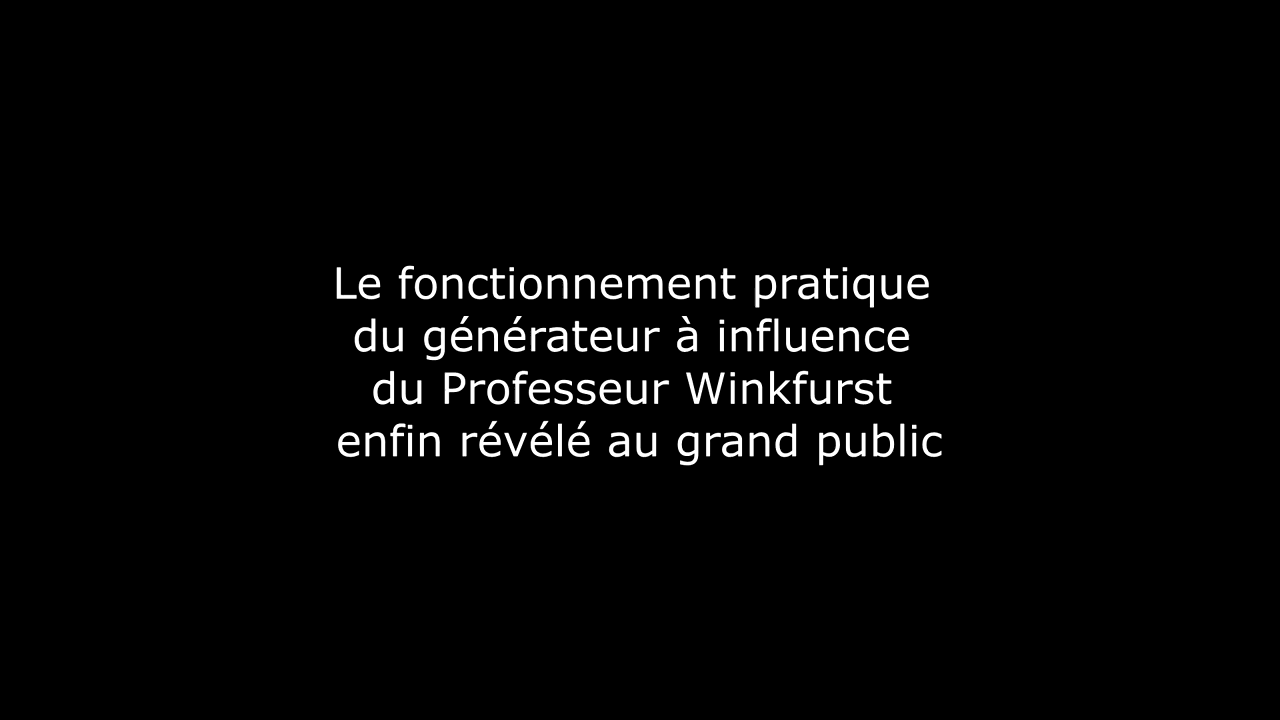 Le fonctionnement pratique
du générateur à influence
du Professeur Winkfurst
enfin révélé au grand public